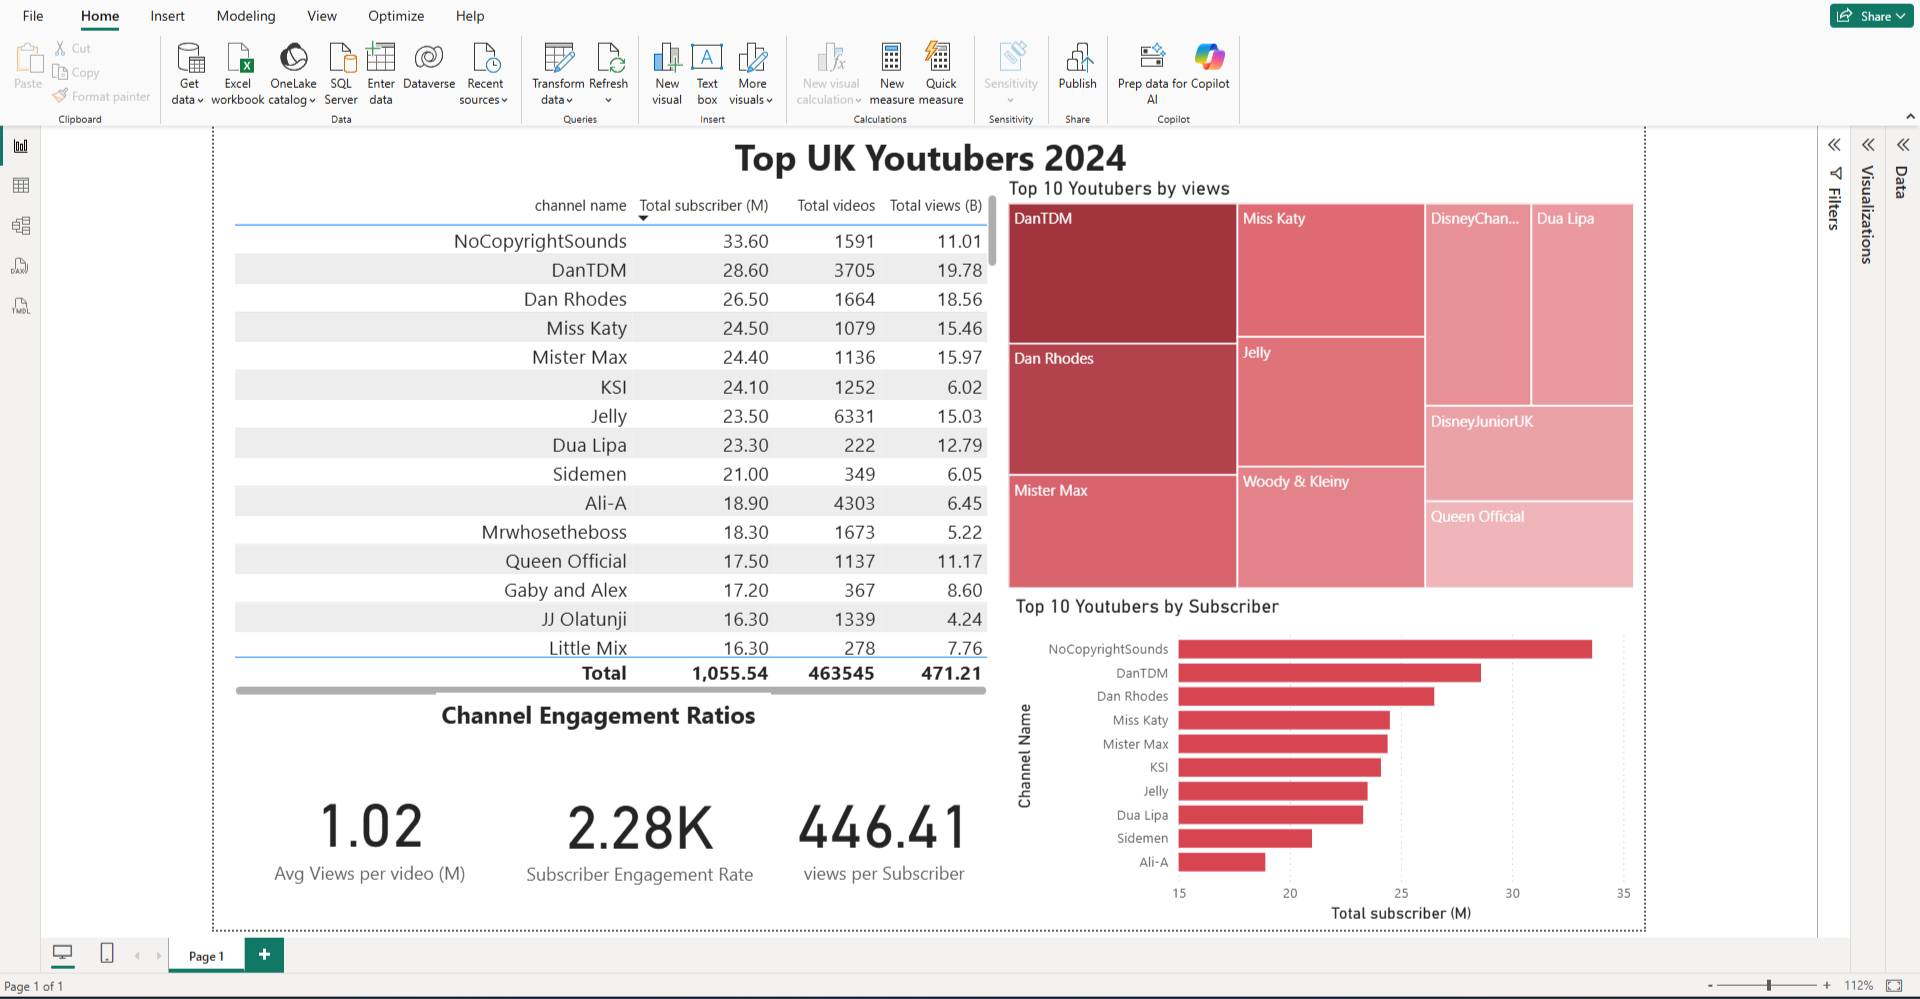 File Home Insert Modeling View Optimize Help
Share
Paste
Cut
Copy
Format painter
Clipboard
Get data
Excel workbook
OneLake catalog
SQL Server
Enter data
Dataverse
Recent sources
Data
Transform data
Refresh
Queries
New visual
Text box
More visuals
Insert
New visual calculation
New measure
Quick measure
Calculations
Sensitivity
Sensitivity
Publish
Share
Prep data for AI
Copilot
Copilot
Top UK Youtubers 2024
channel name Total subscriber (M) Total videos Total views (B)
NoCopyrightSounds 33.60 1591 11.01
DanTDM 28.60 3705 19.78
Dan Rhodes 26.50 1664 18.56
Miss Katy 24.50 1079 15.46
Mister Max 24.40 1136 15.97
KSI 24.10 1252 6.02
Jelly 23.50 6331 15.03
Dua Lipa 23.30 222 12.79
Sidemen 21.00 349 6.05
Ali-A 18.90 4303 6.45
Mrwhosetheboss 18.30 1673 5.22
Queen Official 17.50 1137 11.17
Gaby and Alex 17.20 367 8.60
JJ Olatunji 16.30 1339 4.24
Little Mix 16.30 278 7.76
Total 1,055.54 463545 471.21
Channel Engagement Ratios
1.02
Avg Views per video (M)
2.28K
Subscriber Engagement Rate
446.41
views per Subscriber
Top 10 Youtubers by views
DanTDM
Dan Rhodes
Mister Max
Miss Katy
Jelly
Woody & Kleiny
DisneyChan...
Dua Lipa
DisneyJuniorUK
Queen Official
Top 10 Youtubers by Subscriber
Channel Name
NoCopyrightSounds
DanTDM
Dan Rhodes
Miss Katy
Mister Max
KSI
Jelly
Dua Lipa
Sidemen
Ali-A
15 20 25 30 35
Total subscriber (M)
Filters
Visualizations
Data
DAX
TMDL
Page 1
+
Page 1 of 1
- + 112%